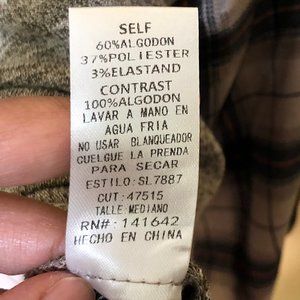 SELF
60%ALGODON
37%POLIESTER
3%ELASTAND
CONTRAST
100%ALGODON
LAVAR A MANO EN
AGUA FRIA
NO USAR BLANQUEADOR
CUELGUE LA PRENDA
PARA SECAR
ESTILO:SL7887
CUT:47515
TALLE:MEDIANO
RN#:141642
HECHO EN CHINA